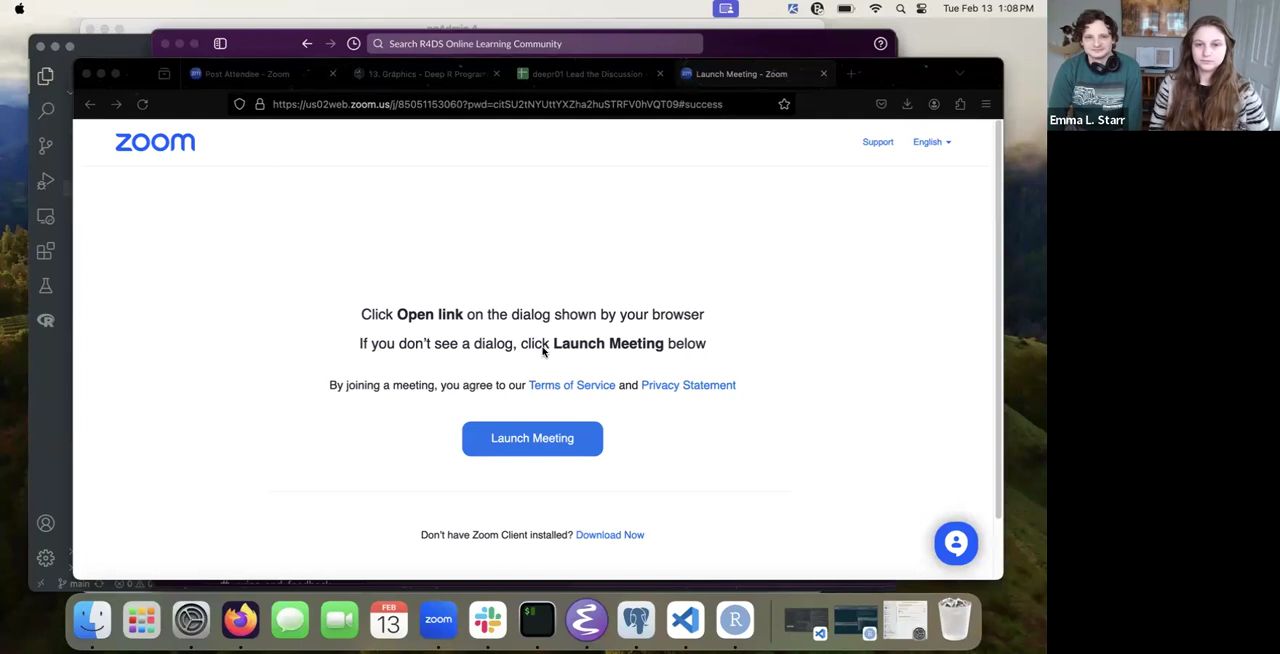 Tue Feb 13 1:08 PM
Search R4DS Online Learning Community
Post Attendee - Zoom
13. Graphics - Deep R Program
deepr01 Lead the Discussion
Launch Meeting - Zoom
https://us02web.zoom.us/j/85051153060?pwd=citSU2tNYUttYXZha2huSTRFV0hVQT09#success
zoom
Support
English
Click Open link on the dialog shown by your browser
If you don't see a dialog, click Launch Meeting below
By joining a meeting, you agree to our Terms of Service and Privacy Statement
Launch Meeting
Don't have Zoom Client installed? Download Now
main
0
0
FEB
13
zoom
$
R
Emma L. Starr